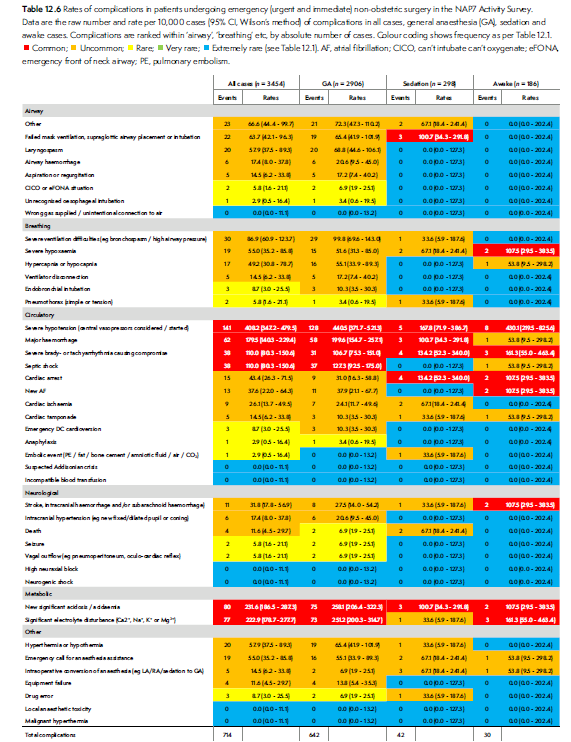 Table 12.6 Rates of complications in patients undergoing emergency (urgent and immediate) non-obstetric surgery in the NAP7 Activity Survey.
Data are the raw number and rate per 10,000 cases (95% CI, Wilson's method) of complications in all cases, general anaesthesia (GA), sedation and
awake cases. Complications are ranked within 'airway', 'breathing' etc, by absolute number of cases. Colour coding shows frequency as per Table 12.1.
Common; Uncommon; Rare; Very rare; Extremely rare (see Table 12.1). AF, atrial fibrillation; CICO, can't intubate can't oxygenate; eFONA,
emergency front of neck airway; PE, pulmonary embolism.
All cases (n = 3454) GA (n = 2906) Sedation (n = 298) Awake (n = 186)
Events Rates Events Rates Events Rates Events Rates
Airway
Other 23 66.6 (44.4 - 99.7) 21 72.3 (47.3 - 110.2) 2 67.1 (18.4 - 241.4) 0 0.0 (0.0 - 202.4)
Failed mask ventilation, supraglottic airway placement or intubation 22 63.7 (42.1 - 96.3) 19 65.4 (41.9 - 101.9) 3 100.7 (34.3 - 291.8) 0 0.0 (0.0 - 202.4)
Laryngospasm 20 57.9 (37.5 - 89.3) 20 68.8 (44.6 - 106.1) 0 0.0 (0.0 - 127.3) 0 0.0 (0.0 - 202.4)
Airway haemorrhage 6 17.4 (8.0 - 37.8) 6 20.6 (9.5 - 45.0) 0 0.0 (0.0 - 127.3) 0 0.0 (0.0 - 202.4)
Aspiration or regurgitation 5 14.5 (6.2 - 33.8) 5 17.2 (7.4 - 40.2) 0 0.0 (0.0 - 127.3) 0 0.0 (0.0 - 202.4)
CICO or eFONA situation 2 5.8 (1.6 - 21.1) 2 6.9 (1.9 - 25.1) 0 0.0 (0.0 - 127.3) 0 0.0 (0.0 - 202.4)
Unrecognised oesophageal intubation 1 2.9 (0.5 - 16.4) 1 3.4 (0.6 - 19.5) 0 0.0 (0.0 - 127.3) 0 0.0 (0.0 - 202.4)
Wrong gas supplied / unintentional connection to air 0 0.0 (0.0 - 11.1) 0 0.0 (0.0 - 13.2) 0 0.0 (0.0 - 127.3) 0 0.0 (0.0 - 202.4)
Breathing
Severe ventilation difficulties (eg bronchospasm / high airway pressure) 30 86.9 (60.9 - 123.7) 29 99.8 (69.6 - 143.0) 1 33.6 (5.9 - 187.6) 0 0.0 (0.0 - 202.4)
Severe hypoxaemia 19 55.0 (35.2 - 85.8) 15 51.6 (31.3 - 85.0) 2 67.1 (18.4 - 241.4) 2 107.5 (29.5 - 383.5)
Hypercapnia or hypocapnia 17 49.2 (30.8 - 78.7) 16 55.1 (33.9 - 89.3) 0 0.0 (0.0 - 127.3) 1 53.8 (9.5 - 298.2)
Ventilator disconnection 5 14.5 (6.2 - 33.8) 5 17.2 (7.4 - 40.2) 0 0.0 (0.0 - 127.3) 0 0.0 (0.0 - 202.4)
Endobronchial intubation 3 8.7 (3.0 - 25.5) 3 10.3 (3.5 - 30.3) 0 0.0 (0.0 - 127.3) 0 0.0 (0.0 - 202.4)
Pneumothorax (simple or tension) 2 5.8 (1.6 - 21.1) 1 3.4 (0.6 - 19.5) 1 33.6 (5.9 - 187.6) 0 0.0 (0.0 - 202.4)
Circulatory
Severe hypotension (central vasopressors considered / started) 141 408.2 (347.2 - 479.5) 128 440.5 (371.7 - 521.3) 5 167.8 (71.9 - 386.7) 8 430.1 (219.5 - 825.6)
Major haemorrhage 62 179.5 (140.3 - 229.4) 58 199.6 (154.7 - 257.1) 3 100.7 (34.3 - 291.8) 1 53.8 (9.5 - 298.2)
Severe brady- or tachyarrhythmia causing compromise 38 110.0 (80.3 - 150.6) 31 106.7 (75.3 - 151.0) 4 134.2 (52.3 - 340.0) 3 161.3 (55.0 - 463.4)
Septic shock 38 110.0 (80.3 - 150.6) 37 127.3 (92.5 - 175.0) 0 0.0 (0.0 - 127.3) 1 53.8 (9.5 - 298.2)
Cardiac arrest 15 43.4 (26.3 - 71.5) 9 31.0 (16.3 - 58.8) 4 134.2 (52.3 - 340.0) 2 107.5 (29.5 - 383.5)
New AF 13 37.6 (22.0 - 64.3) 11 37.9 (21.1 - 67.7) 0 0.0 (0.0 - 127.3) 2 107.5 (29.5 - 383.5)
Cardiac ischaemia 9 26.1 (13.7 - 49.5) 7 24.1 (11.7 - 49.6) 2 67.1 (18.4 - 241.4) 0 0.0 (0.0 - 202.4)
Cardiac tamponade 5 14.5 (6.2 - 33.8) 3 10.3 (3.5 - 30.3) 1 33.6 (5.9 - 187.6) 1 53.8 (9.5 - 298.2)
Emergency DC cardioversion 3 8.7 (3.0 - 25.5) 3 10.3 (3.5 - 30.3) 0 0.0 (0.0 - 127.3) 0 0.0 (0.0 - 202.4)
Anaphylaxis 1 2.9 (0.5 - 16.4) 1 3.4 (0.6 - 19.5) 0 0.0 (0.0 - 127.3) 0 0.0 (0.0 - 202.4)
Embolic event (PE / fat / bone cement / amniotic fluid / air / CO₂) 1 2.9 (0.5 - 16.4) 0 0.0 (0.0 - 13.2) 1 33.6 (5.9 - 187.6) 0 0.0 (0.0 - 202.4)
Suspected Addisonian crisis 0 0.0 (0.0 - 11.1) 0 0.0 (0.0 - 13.2) 0 0.0 (0.0 - 127.3) 0 0.0 (0.0 - 202.4)
Incompatible blood transfusion 0 0.0 (0.0 - 11.1) 0 0.0 (0.0 - 13.2) 0 0.0 (0.0 - 127.3) 0 0.0 (0.0 - 202.4)
Neurological
Stroke, intracranial haemorrhage and/or subarachnoid haemorrhage) 11 31.8 (17.8 - 56.9) 8 27.5 (14.0 - 54.2) 1 33.6 (5.9 - 187.6) 2 107.5 (29.5 - 383.5)
Intracranial hypertension (eg new fixed/dilated pupil or coning) 6 17.4 (8.0 - 37.8) 6 20.6 (9.5 - 45.0) 0 0.0 (0.0 - 127.3) 0 0.0 (0.0 - 202.4)
Death 4 11.6 (4.5 - 29.7) 2 6.9 (1.9 - 25.1) 2 67.1 (18.4 - 241.4) 0 0.0 (0.0 - 202.4)
Seizure 2 5.8 (1.6 - 21.1) 2 6.9 (1.9 - 25.1) 0 0.0 (0.0 - 127.3) 0 0.0 (0.0 - 202.4)
Vagal outflow (eg pneumoperitoneum, oculo-cardiac reflex) 2 5.8 (1.6 - 21.1) 2 6.9 (1.9 - 25.1) 0 0.0 (0.0 - 127.3) 0 0.0 (0.0 - 202.4)
High neuraxial block 0 0.0 (0.0 - 11.1) 0 0.0 (0.0 - 13.2) 0 0.0 (0.0 - 127.3) 0 0.0 (0.0 - 202.4)
Neurogenic shock 0 0.0 (0.0 - 11.1) 0 0.0 (0.0 - 13.2) 0 0.0 (0.0 - 127.3) 0 0.0 (0.0 - 202.4)
Metabolic
New significant acidosis / acidaemia 80 231.6 (186.5 - 287.3) 75 258.1 (206.4 - 322.3) 3 100.7 (34.3 - 291.8) 2 107.5 (29.5 - 383.5)
Significant electrolyte disturbance (Ca²⁺, Na⁺, K⁺ or Mg²⁺) 77 222.9 (178.7 - 277.7) 73 251.2 (200.3 - 314.7) 1 33.6 (5.9 - 187.6) 3 161.3 (55.0 - 463.4)
Other
Hyperthermia or hypothermia 20 57.9 (37.5 - 89.3) 19 65.4 (41.9 - 101.9) 1 33.6 (5.9 - 187.6) 0 0.0 (0.0 - 202.4)
Emergency call for anaesthesia assistance 19 55.0 (35.2 - 85.8) 16 55.1 (33.9 - 89.3) 2 67.1 (18.4 - 241.4) 1 53.8 (9.5 - 298.2)
Intraoperative conversion of anaesthesia (eg LA/RA/sedation to GA) 5 14.5 (6.2 - 33.8) 2 6.9 (1.9 - 25.1) 3 67.1 (18.4 - 241.4) 1 53.8 (9.5 - 298.2)
Equipment failure 4 11.6 (4.5 - 29.7) 4 13.8 (5.4 - 35.3) 0 0.0 (0.0 - 127.3) 0 0.0 (0.0 - 202.4)
Drug error 3 8.7 (3.0 - 25.5) 2 6.9 (1.9 - 25.1) 1 33.6 (5.9 - 187.6) 0 0.0 (0.0 - 202.4)
Local anaesthetic toxicity 0 0.0 (0.0 - 11.1) 0 0.0 (0.0 - 13.2) 0 0.0 (0.0 - 127.3) 0 0.0 (0.0 - 202.4)
Malignant hyperthermia 0 0.0 (0.0 - 11.1) 0 0.0 (0.0 - 13.2) 0 0.0 (0.0 - 127.3) 0 0.0 (0.0 - 202.4)
Total complications 714 642 42 30